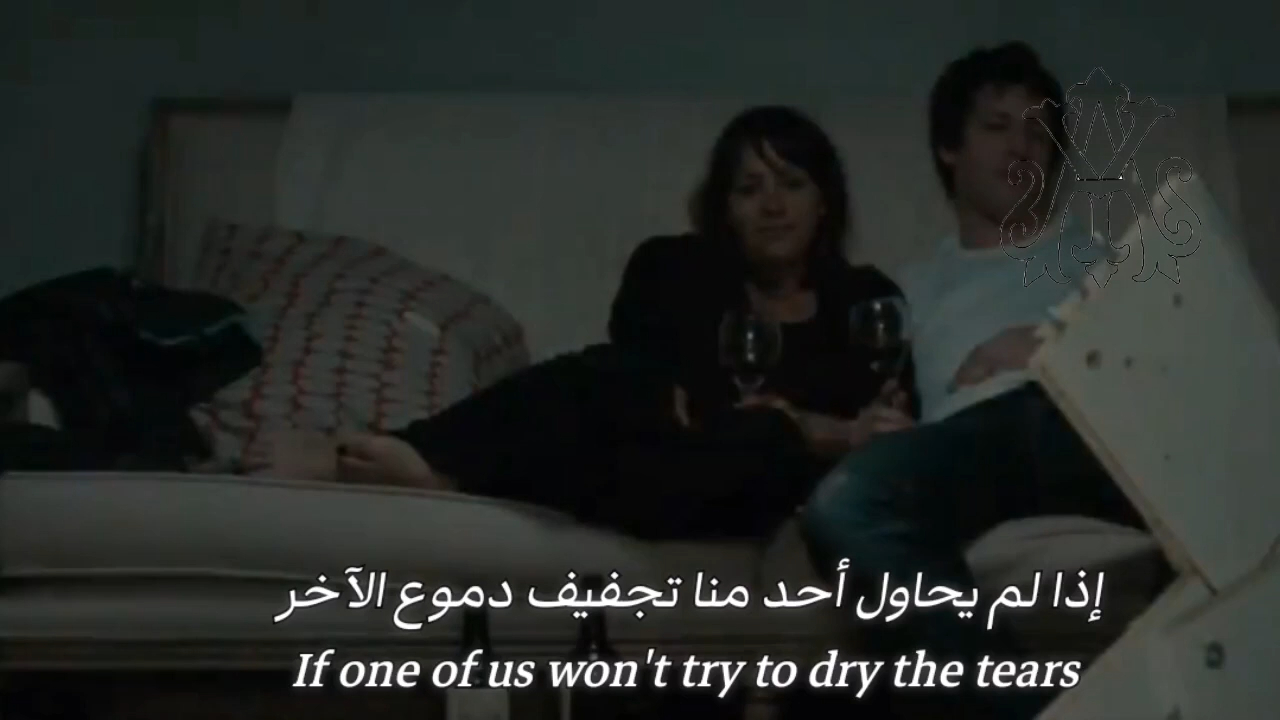 إذا لم يحاول أحد منا تجفيف دموع الآخر
If one of us won't try to dry the tears